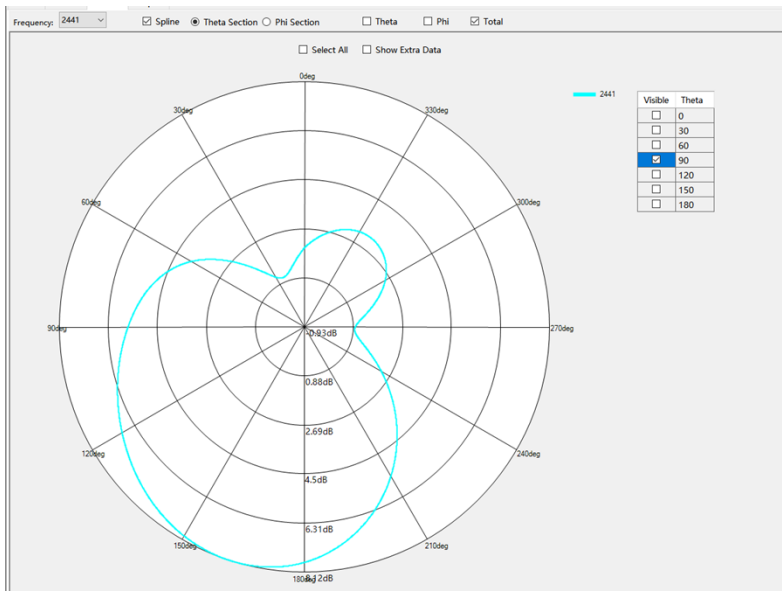 Frequency: 2441 Spline Theta Section Phi Section Theta Phi Total
Select All Show Extra Data
0deg
2441
Visible Theta
0
30
60
90
120
150
180
30deg
330deg
60deg
300deg
90deg
270deg
-0.93dB
0.88dB
2.69dB
120deg
240deg
4.5dB
6.31dB
150deg
210deg
180deg
8.12dB